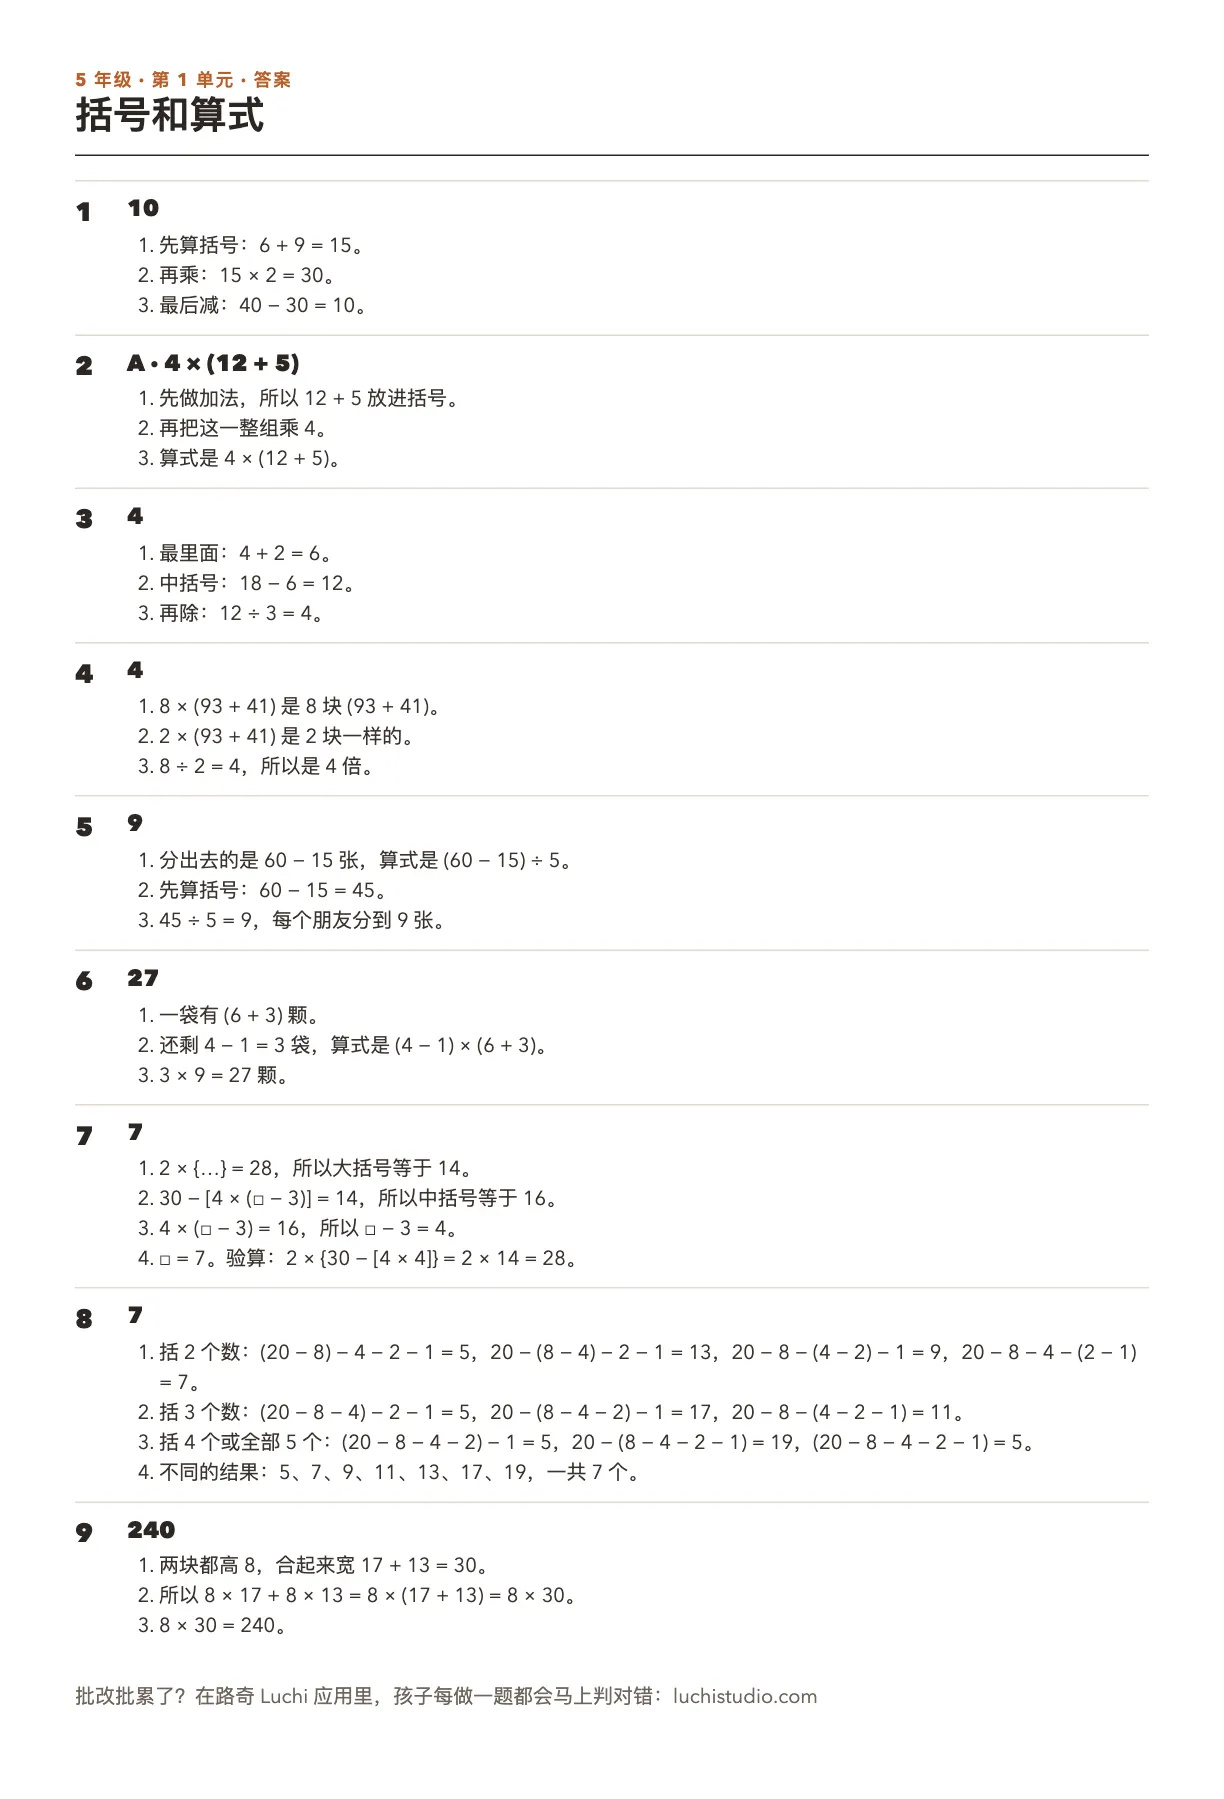 5 年级 · 第 1 单元 · 答案
括号和算式
1 10
1. 先算括号：6 + 9 = 15。
2. 再乘：15 × 2 = 30。
3. 最后减：40 − 30 = 10。
2 A · 4 × (12 + 5)
1. 先做加法，所以 12 + 5 放进括号。
2. 再把这一整组乘 4。
3. 算式是 4 × (12 + 5)。
3 4
1. 最里面：4 + 2 = 6。
2. 中括号：18 − 6 = 12。
3. 再除：12 ÷ 3 = 4。
4 4
1. 8 × (93 + 41) 是 8 块 (93 + 41)。
2. 2 × (93 + 41) 是 2 块一样的。
3. 8 ÷ 2 = 4，所以是 4 倍。
5 9
1. 分出去的是 60 − 15 张，算式是 (60 − 15) ÷ 5。
2. 先算括号：60 − 15 = 45。
3. 45 ÷ 5 = 9，每个朋友分到 9 张。
6 27
1. 一袋有 (6 + 3) 颗。
2. 还剩 4 − 1 = 3 袋，算式是 (4 − 1) × (6 + 3)。
3. 3 × 9 = 27 颗。
7 7
1. 2 × {…} = 28，所以大括号等于 14。
2. 30 − [4 × (□ − 3)] = 14，所以中括号等于 16。
3. 4 × (□ − 3) = 16，所以 □ − 3 = 4。
4. □ = 7。验算：2 × {30 − [4 × 4]} = 2 × 14 = 28。
8 7
1. 括 2 个数：(20 − 8) − 4 − 2 − 1 = 5，20 − (8 − 4) − 2 − 1 = 13，20 − 8 − (4 − 2) − 1 = 9，20 − 8 − 4 − (2 − 1)
= 7。
2. 括 3 个数：(20 − 8 − 4) − 2 − 1 = 5，20 − (8 − 4 − 2) − 1 = 17，20 − 8 − (4 − 2 − 1) = 11。
3. 括 4 个或全部 5 个：(20 − 8 − 4 − 2) − 1 = 5，20 − (8 − 4 − 2 − 1) = 19，(20 − 8 − 4 − 2 − 1) = 5。
4. 不同的结果：5、7、9、11、13、17、19，一共 7 个。
9 240
1. 两块都高 8，合起来宽 17 + 13 = 30。
2. 所以 8 × 17 + 8 × 13 = 8 × (17 + 13) = 8 × 30。
3. 8 × 30 = 240。
批改批累了？在路奇 Luchi 应用里，孩子每做一题都会马上判对错：luchistudio.com